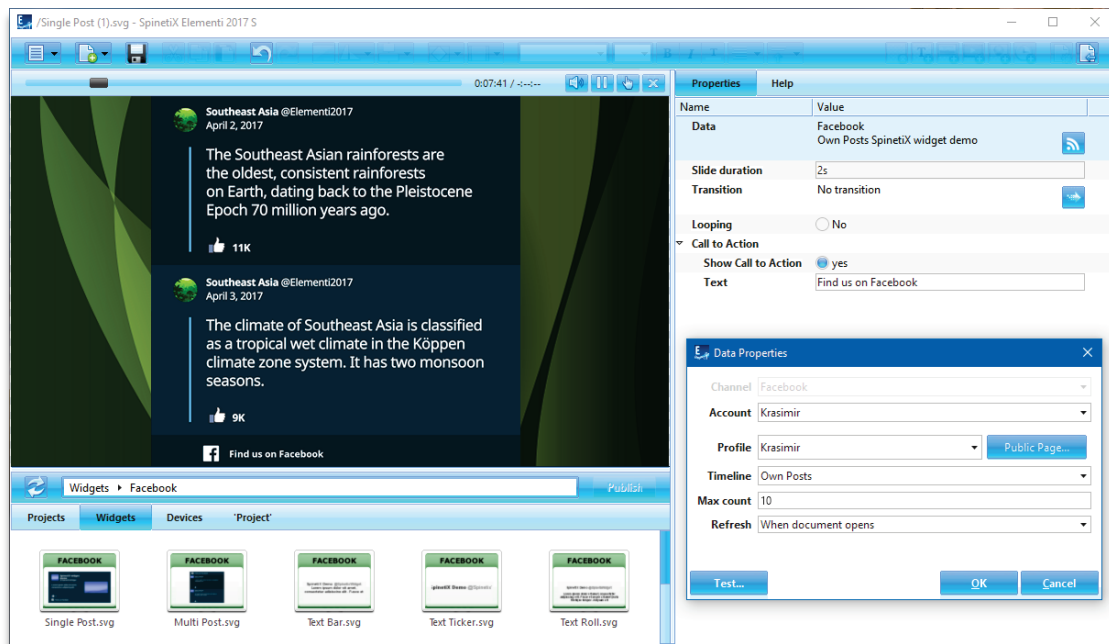 /Single Post (1).svg - SpinetiX Elementi 2017 S
B I T
0:07:41 / -:--:--
Southeast Asia @Elementi2017
April 2, 2017
The Southeast Asian rainforests are
the oldest, consistent rainforests
on Earth, dating back to the Pleistocene
Epoch 70 million years ago.
11K
Southeast Asia @Elementi2017
April 3, 2017
The climate of Southeast Asia is classified
as a tropical wet climate in the Köppen
climate zone system. It has two monsoon
seasons.
9K
Find us on Facebook
Properties Help
Name Value
Data Facebook
Own Posts SpinetiX widget demo
Slide duration 2s
Transition No transition
Looping No
Call to Action
Show Call to Action yes
Text Find us on Facebook
Data Properties
Channel Facebook
Account Krasimir
Profile Krasimir Public Page...
Timeline Own Posts
Max count 10
Refresh When document opens
Test... OK Cancel
Widgets Facebook Publish
Projects Widgets Devices 'Project'
FACEBOOK FACEBOOK FACEBOOK FACEBOOK FACEBOOK
Single Post.svg Multi Post.svg Text Bar.svg Text Ticker.svg Text Roll.svg